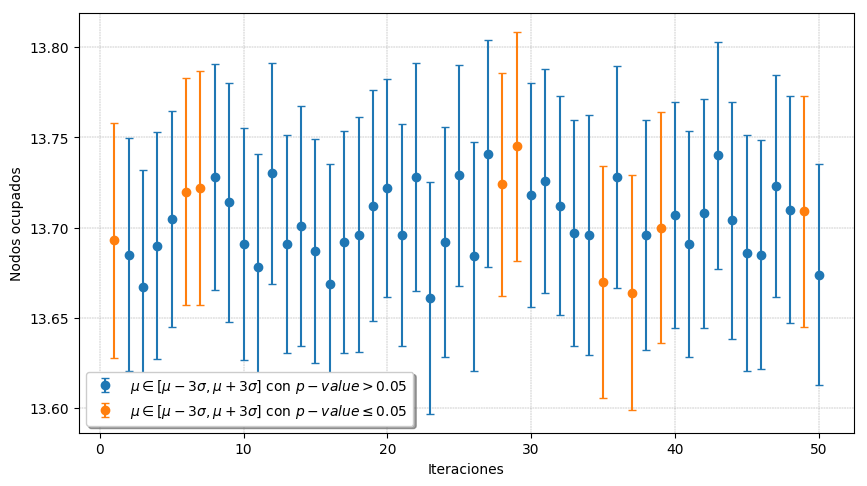 13.80
13.75
13.70
13.65
13.60
Nodos ocupados
μ ∈ [μ − 3σ, μ + 3σ] con p − value > 0.05
μ ∈ [μ − 3σ, μ + 3σ] con p − value ≤ 0.05
0 10 20 30 40 50
Iteraciones